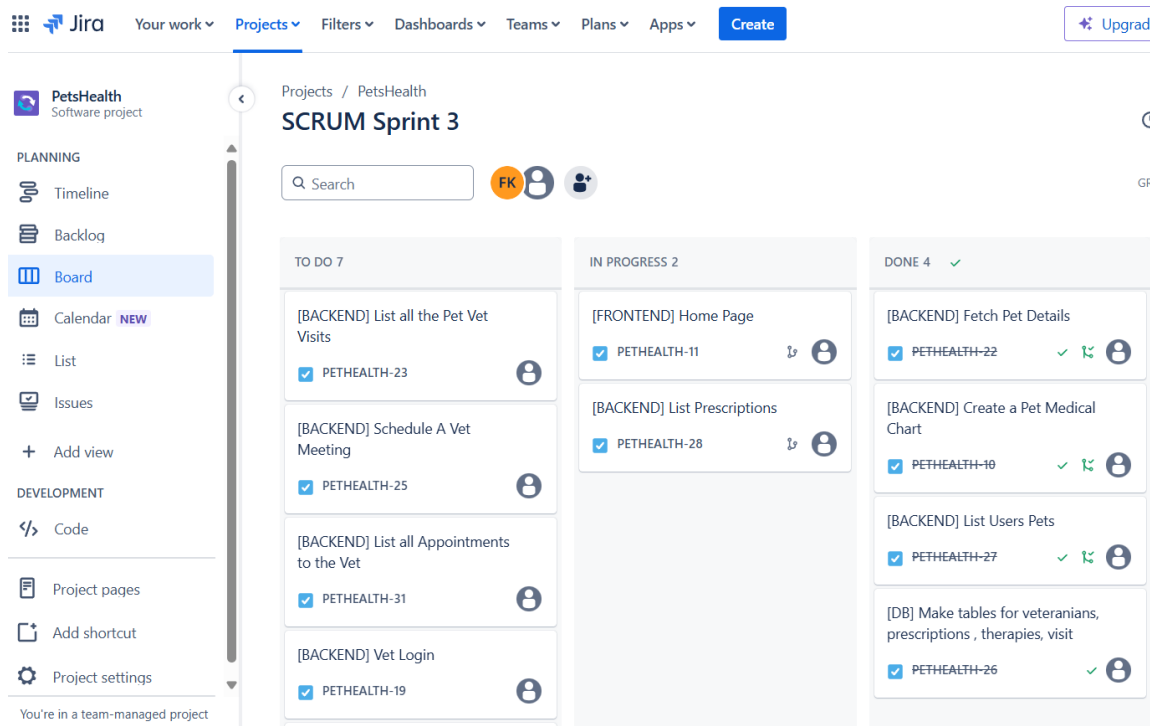 Jira Your work Projects Filters Dashboards Teams Plans Apps Create Upgrad
PetsHealth
Software project
PLANNING
Timeline
Backlog
Board
Calendar NEW
List
Issues
Add view
DEVELOPMENT
Code
Project pages
Add shortcut
Project settings
You're in a team-managed project
Projects / PetsHealth
SCRUM Sprint 3
Search FK
GR
TO DO 7
[BACKEND] List all the Pet Vet
Visits
PETHEALTH-23
[BACKEND] Schedule A Vet
Meeting
PETHEALTH-25
[BACKEND] List all Appointments
to the Vet
PETHEALTH-31
[BACKEND] Vet Login
PETHEALTH-19
IN PROGRESS 2
[FRONTEND] Home Page
PETHEALTH-11
[BACKEND] List Prescriptions
PETHEALTH-28
DONE 4
[BACKEND] Fetch Pet Details
PETHEALTH-22
[BACKEND] Create a Pet Medical
Chart
PETHEALTH-10
[BACKEND] List Users Pets
PETHEALTH-27
[DB] Make tables for veteranians,
prescriptions , therapies, visit
PETHEALTH-26